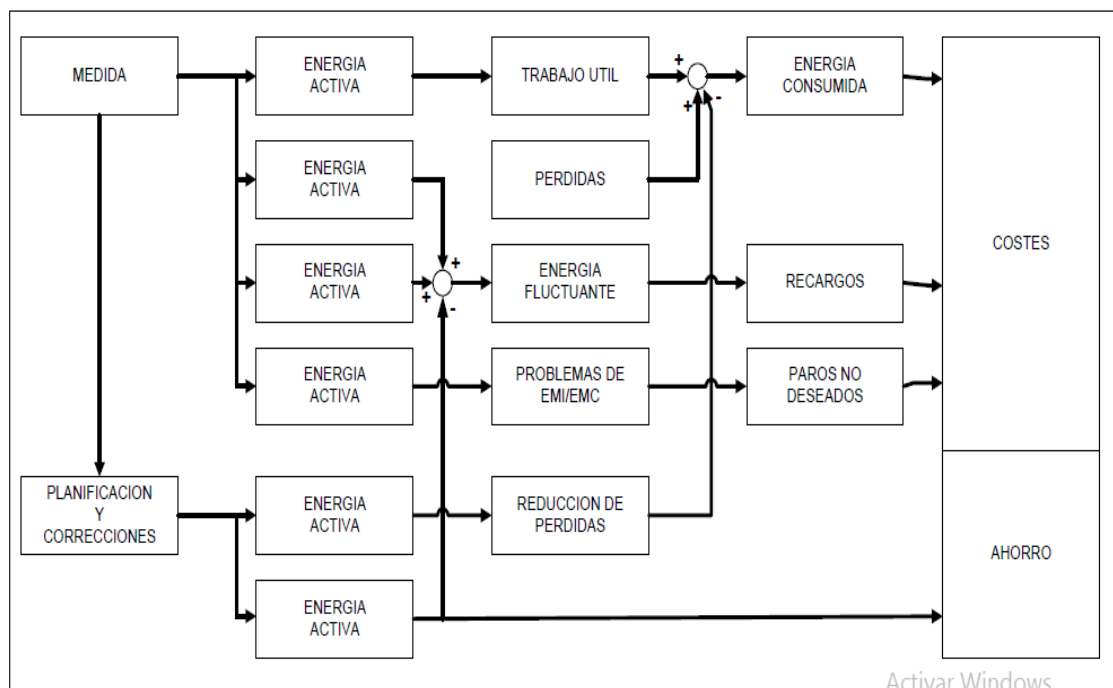 MEDIDA
ENERGIA
ACTIVA
TRABAJO UTIL
+
+
-
ENERGIA
CONSUMIDA
ENERGIA
ACTIVA
PERDIDAS
COSTES
ENERGIA
ACTIVA
+
+
-
ENERGIA
FLUCTUANTE
RECARGOS
ENERGIA
ACTIVA
PROBLEMAS DE
EMI/EMC
PAROS NO
DESEADOS
PLANIFICACION
Y
CORRECCIONES
ENERGIA
ACTIVA
REDUCCION DE
PERDIDAS
AHORRO
ENERGIA
ACTIVA
Activar Windows